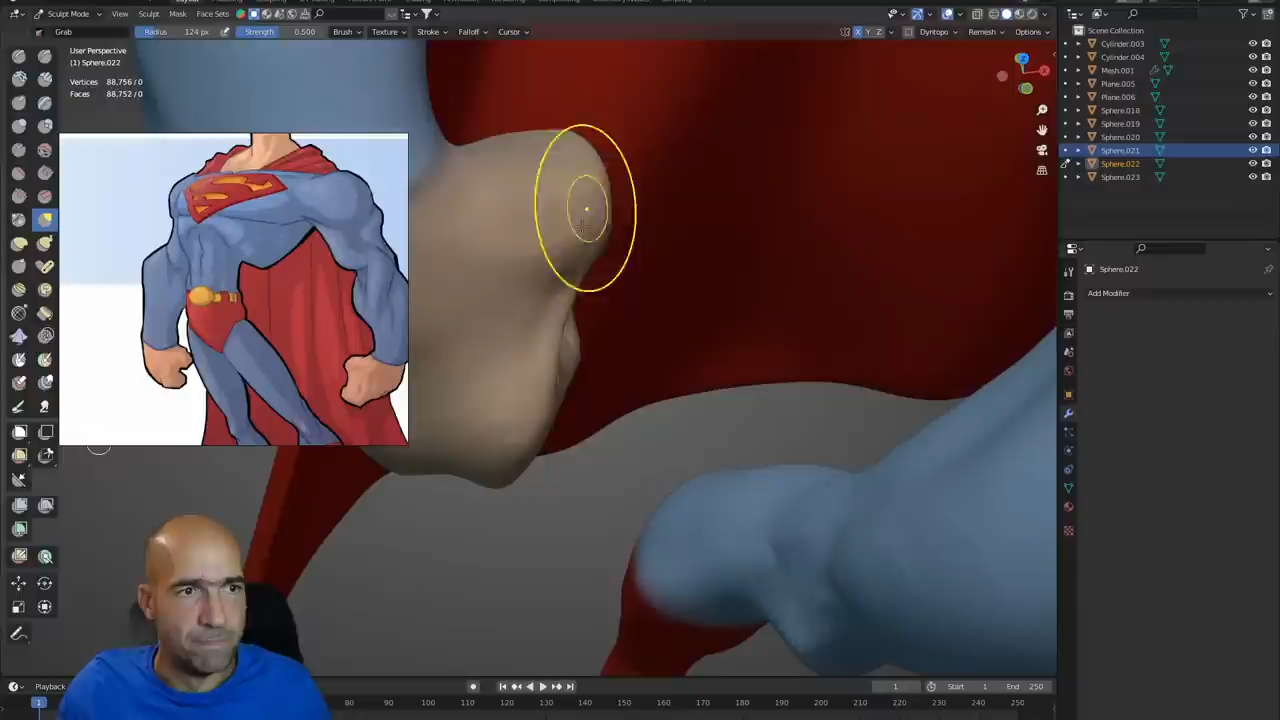 Sculpt Mode View Sculpt Mask Face Sets
Grab Radius 124 px Strength 0.500 Brush Texture Stroke Falloff Cursor X Y Z Dyntopo Remesh Options
User Perspective
(1) Sphere.022
Vertices 88,756 / 0
Faces 88,752 / 0
Scene Collection
Cylinder.003
Cylinder.004
Mesh.001
Plane.005
Plane.006
Sphere.018
Sphere.019
Sphere.020
Sphere.021
Sphere.022
Sphere.023
Sphere.022
Add Modifier
Playback 1 Start 1 End 250
1 80 90 100 110 120 130 140 150 160 170 180 190 200 210 220 230 240 250